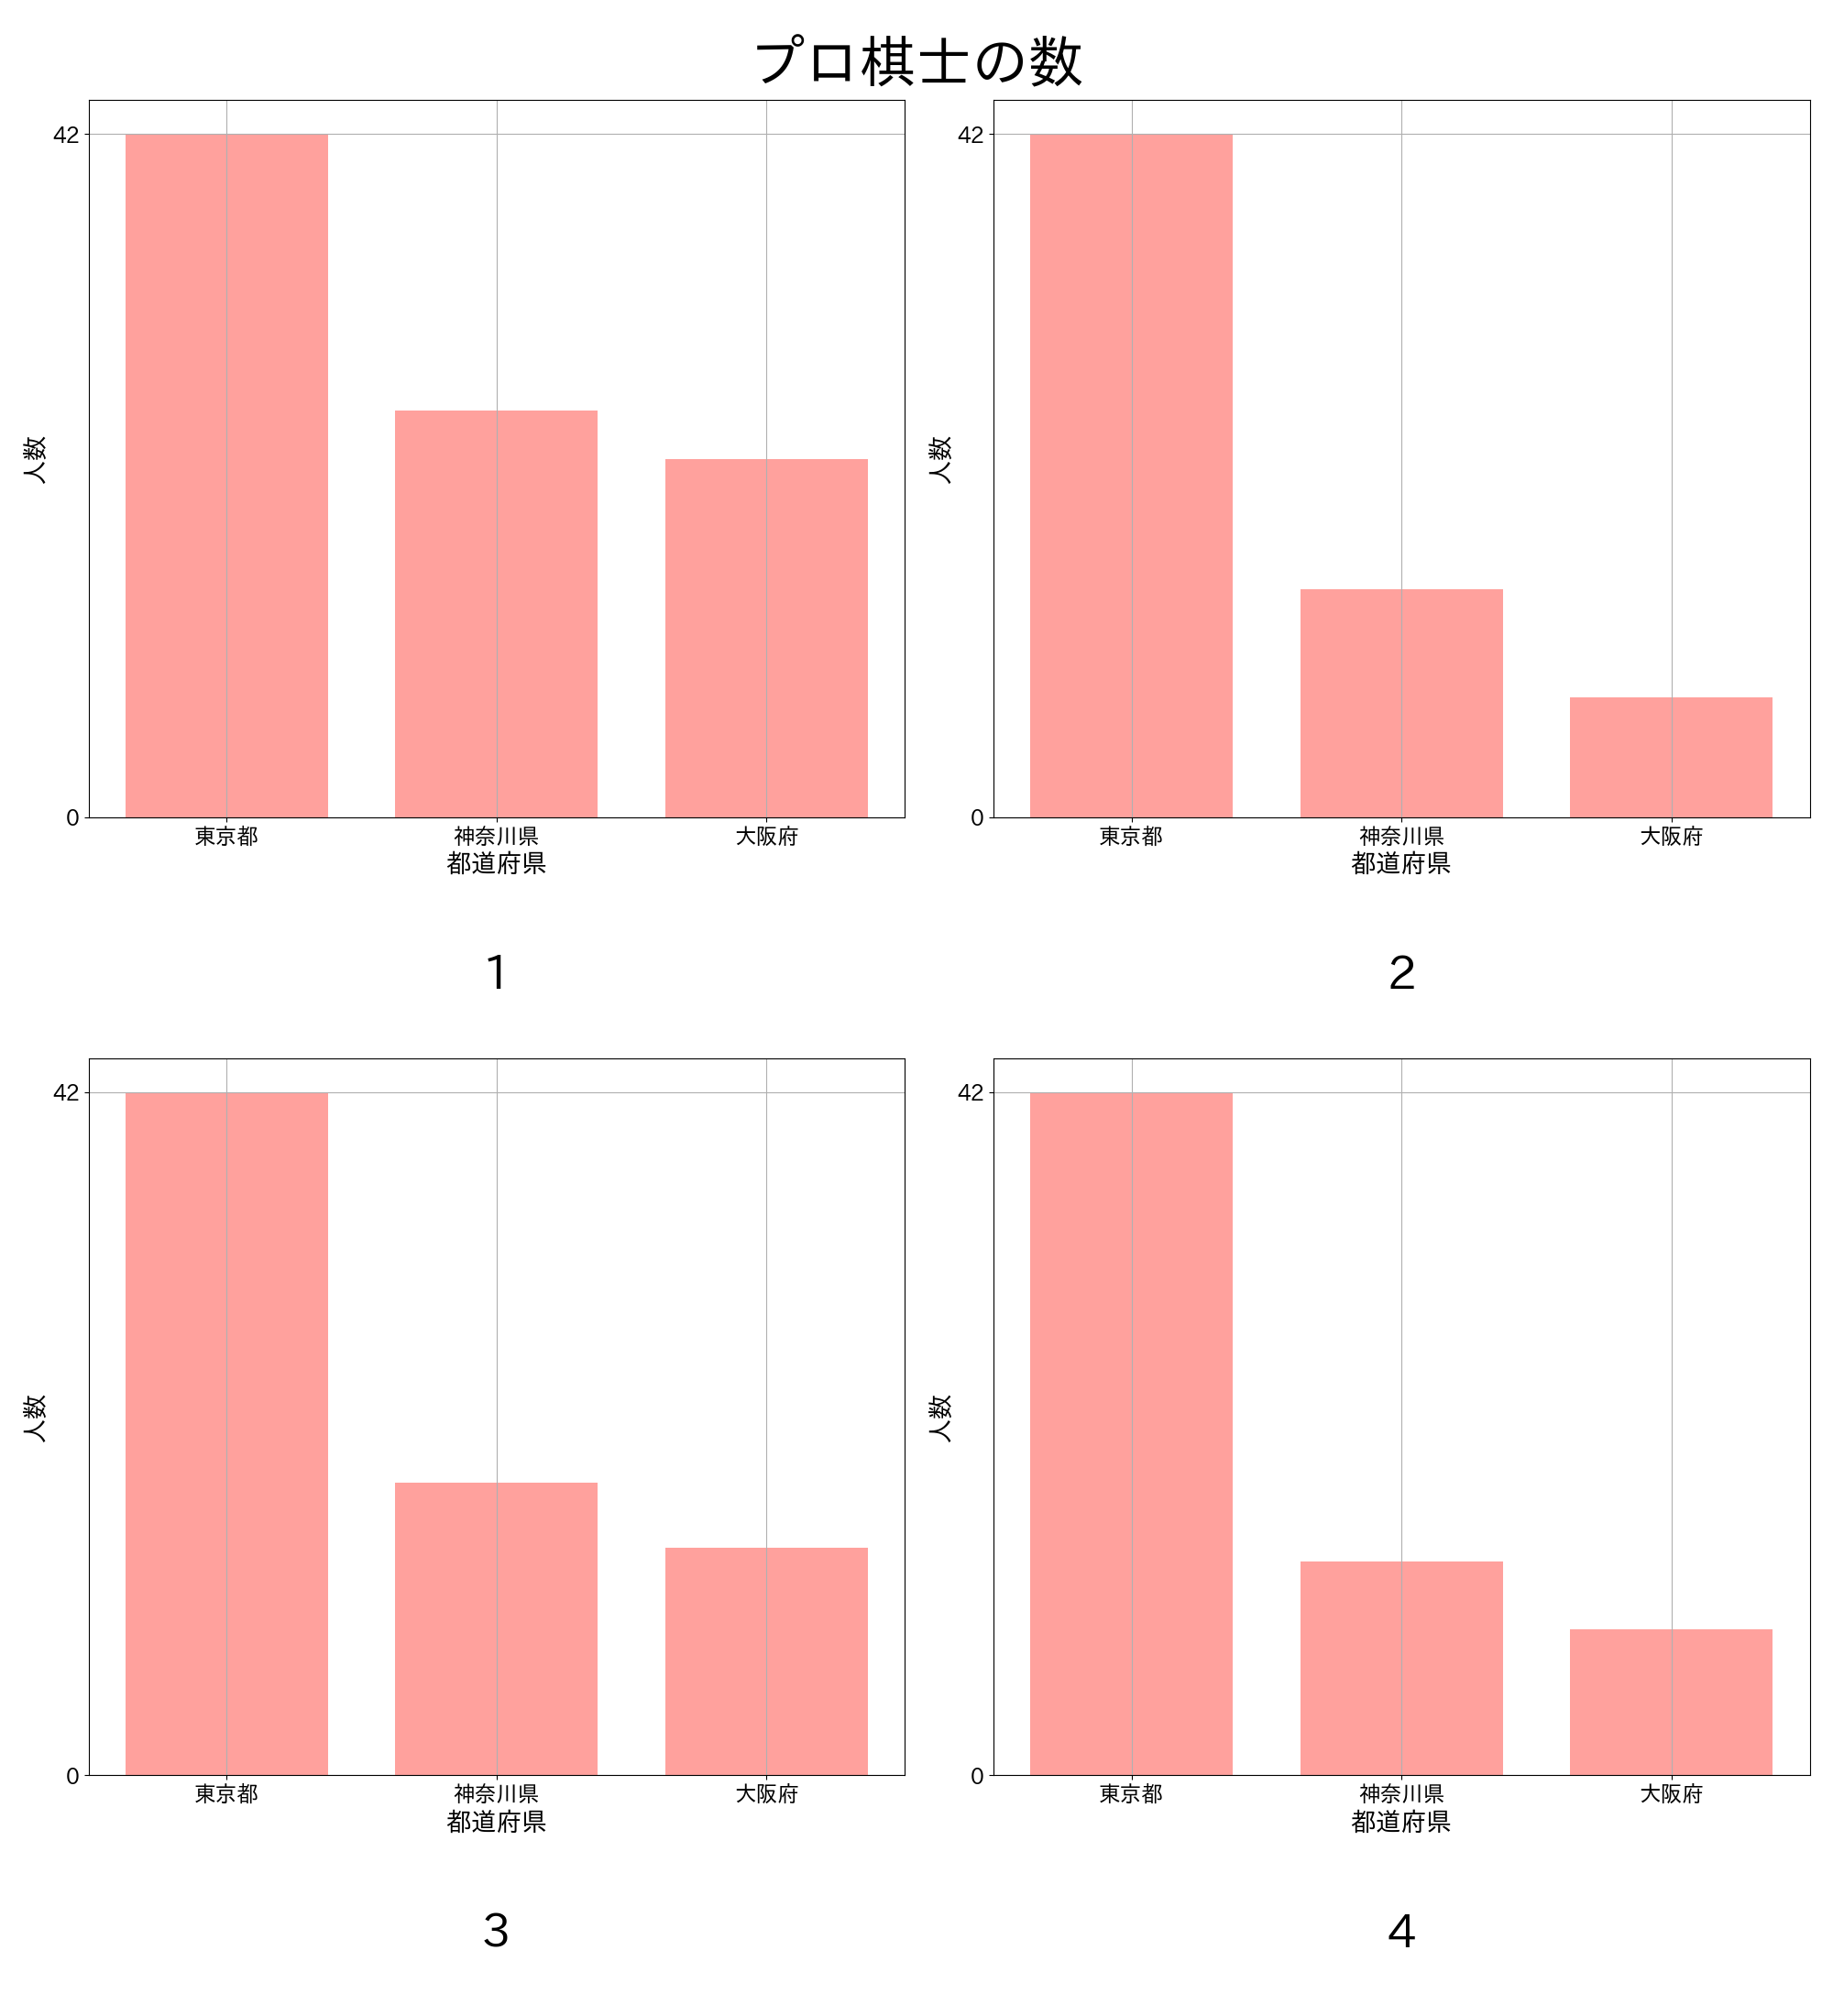 プロ棋士の数
42
0
人数
東京都 神奈川県 大阪府
都道府県
1
42
0
人数
東京都 神奈川県 大阪府
都道府県
2
42
0
人数
東京都 神奈川県 大阪府
都道府県
3
42
0
人数
東京都 神奈川県 大阪府
都道府県
4